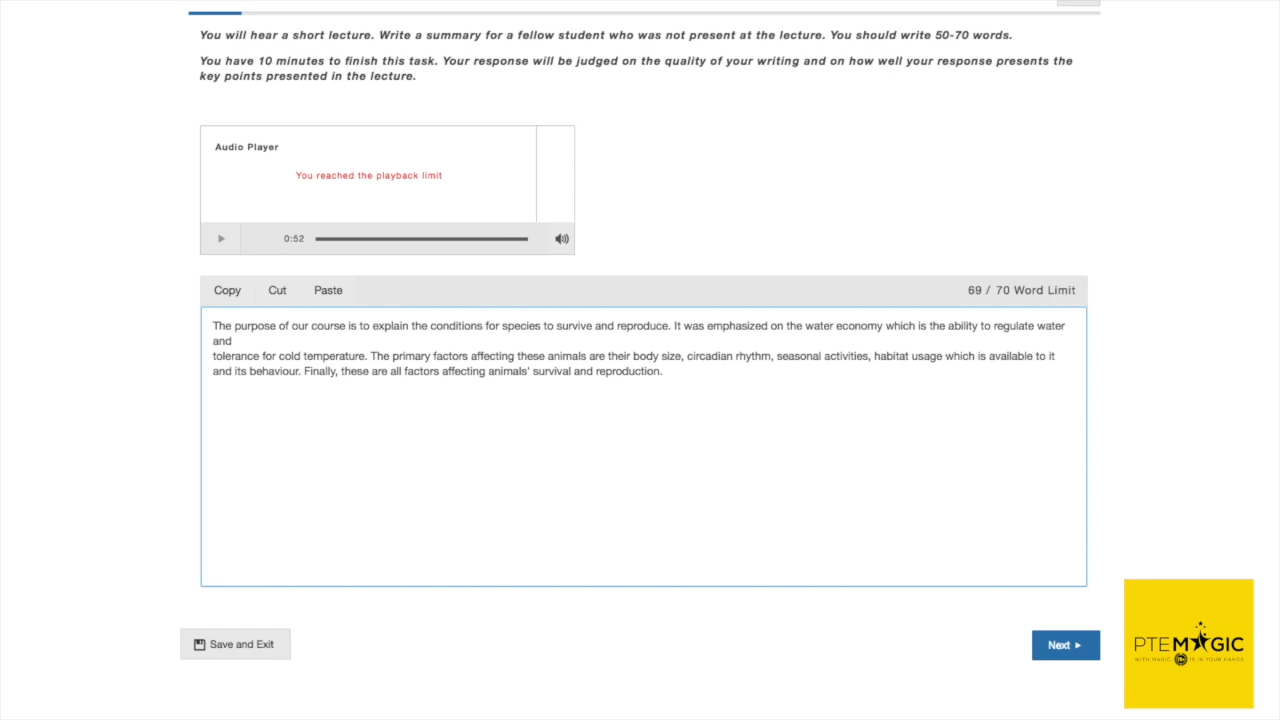 You will hear a short lecture. Write a summary for a fellow student who was not present at the lecture. You should write 50-70 words.
You have 10 minutes to finish this task. Your response will be judged on the quality of your writing and on how well your response presents the
key points presented in the lecture.
Audio Player
You reached the playback limit
0:52
Copy Cut Paste 69 / 70 Word Limit
The purpose of our course is to explain the conditions for species to survive and reproduce. It was emphasized on the water economy which is the ability to regulate water
and
tolerance for cold temperature. The primary factors affecting these animals are their body size, circadian rhythm, seasonal activities, habitat usage which is available to it
and its behaviour. Finally, these are all factors affecting animals' survival and reproduction.
Save and Exit
Next
PTEMAGIC
WITH MAGIC, 79+ IS IN YOUR HANDS